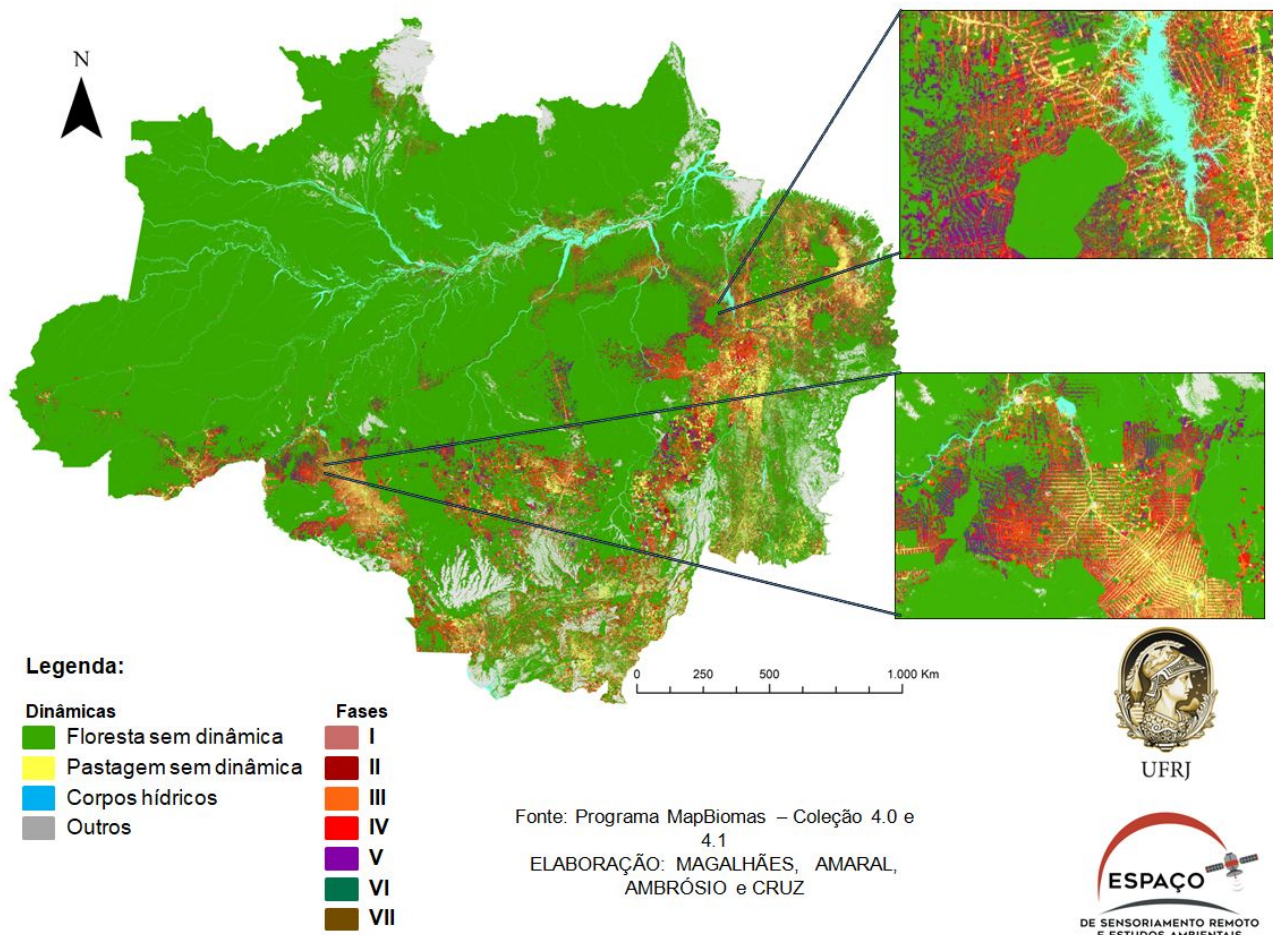 N
0 250 500 1.000 Km
Legenda:
Dinâmicas
Floresta sem dinâmica
Pastagem sem dinâmica
Corpos hídricos
Outros
Fases
I
II
III
IV
V
VI
VII
Fonte: Programa MapBiomas – Coleção 4.0 e
4.1
ELABORAÇÃO: MAGALHÃES, AMARAL,
AMBRÓSIO e CRUZ
UFRJ
ESPAÇO
DE SENSORIAMENTO REMOTO
E ESTUDOS AMBIENTAIS